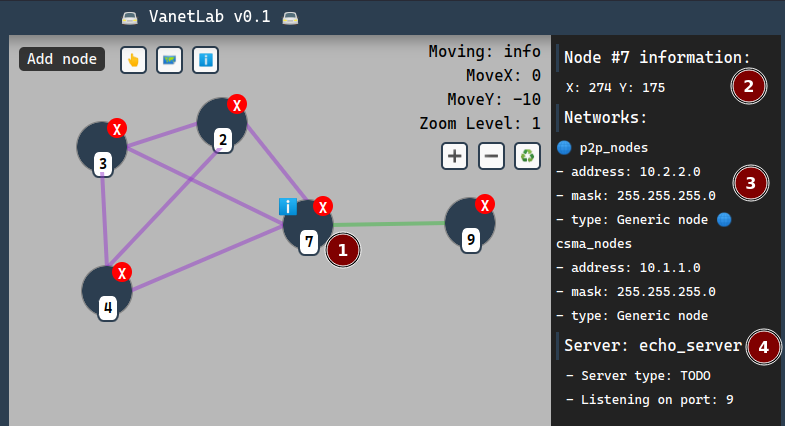 VanetLab v0.1
Add node
Moving: info
MoveX: 0
MoveY: -10
Zoom Level: 1
X
2
X
3
i
X
7
1
X
9
X
4
Node #7 information:
2
X: 274 Y: 175
Networks:
p2p_nodes
- address: 10.2.2.0
3
- mask: 255.255.255.0
- type: Generic node
csma_nodes
- address: 10.1.1.0
- mask: 255.255.255.0
- type: Generic node
Server: echo_server
4
- Server type: TODO
- Listening on port: 9